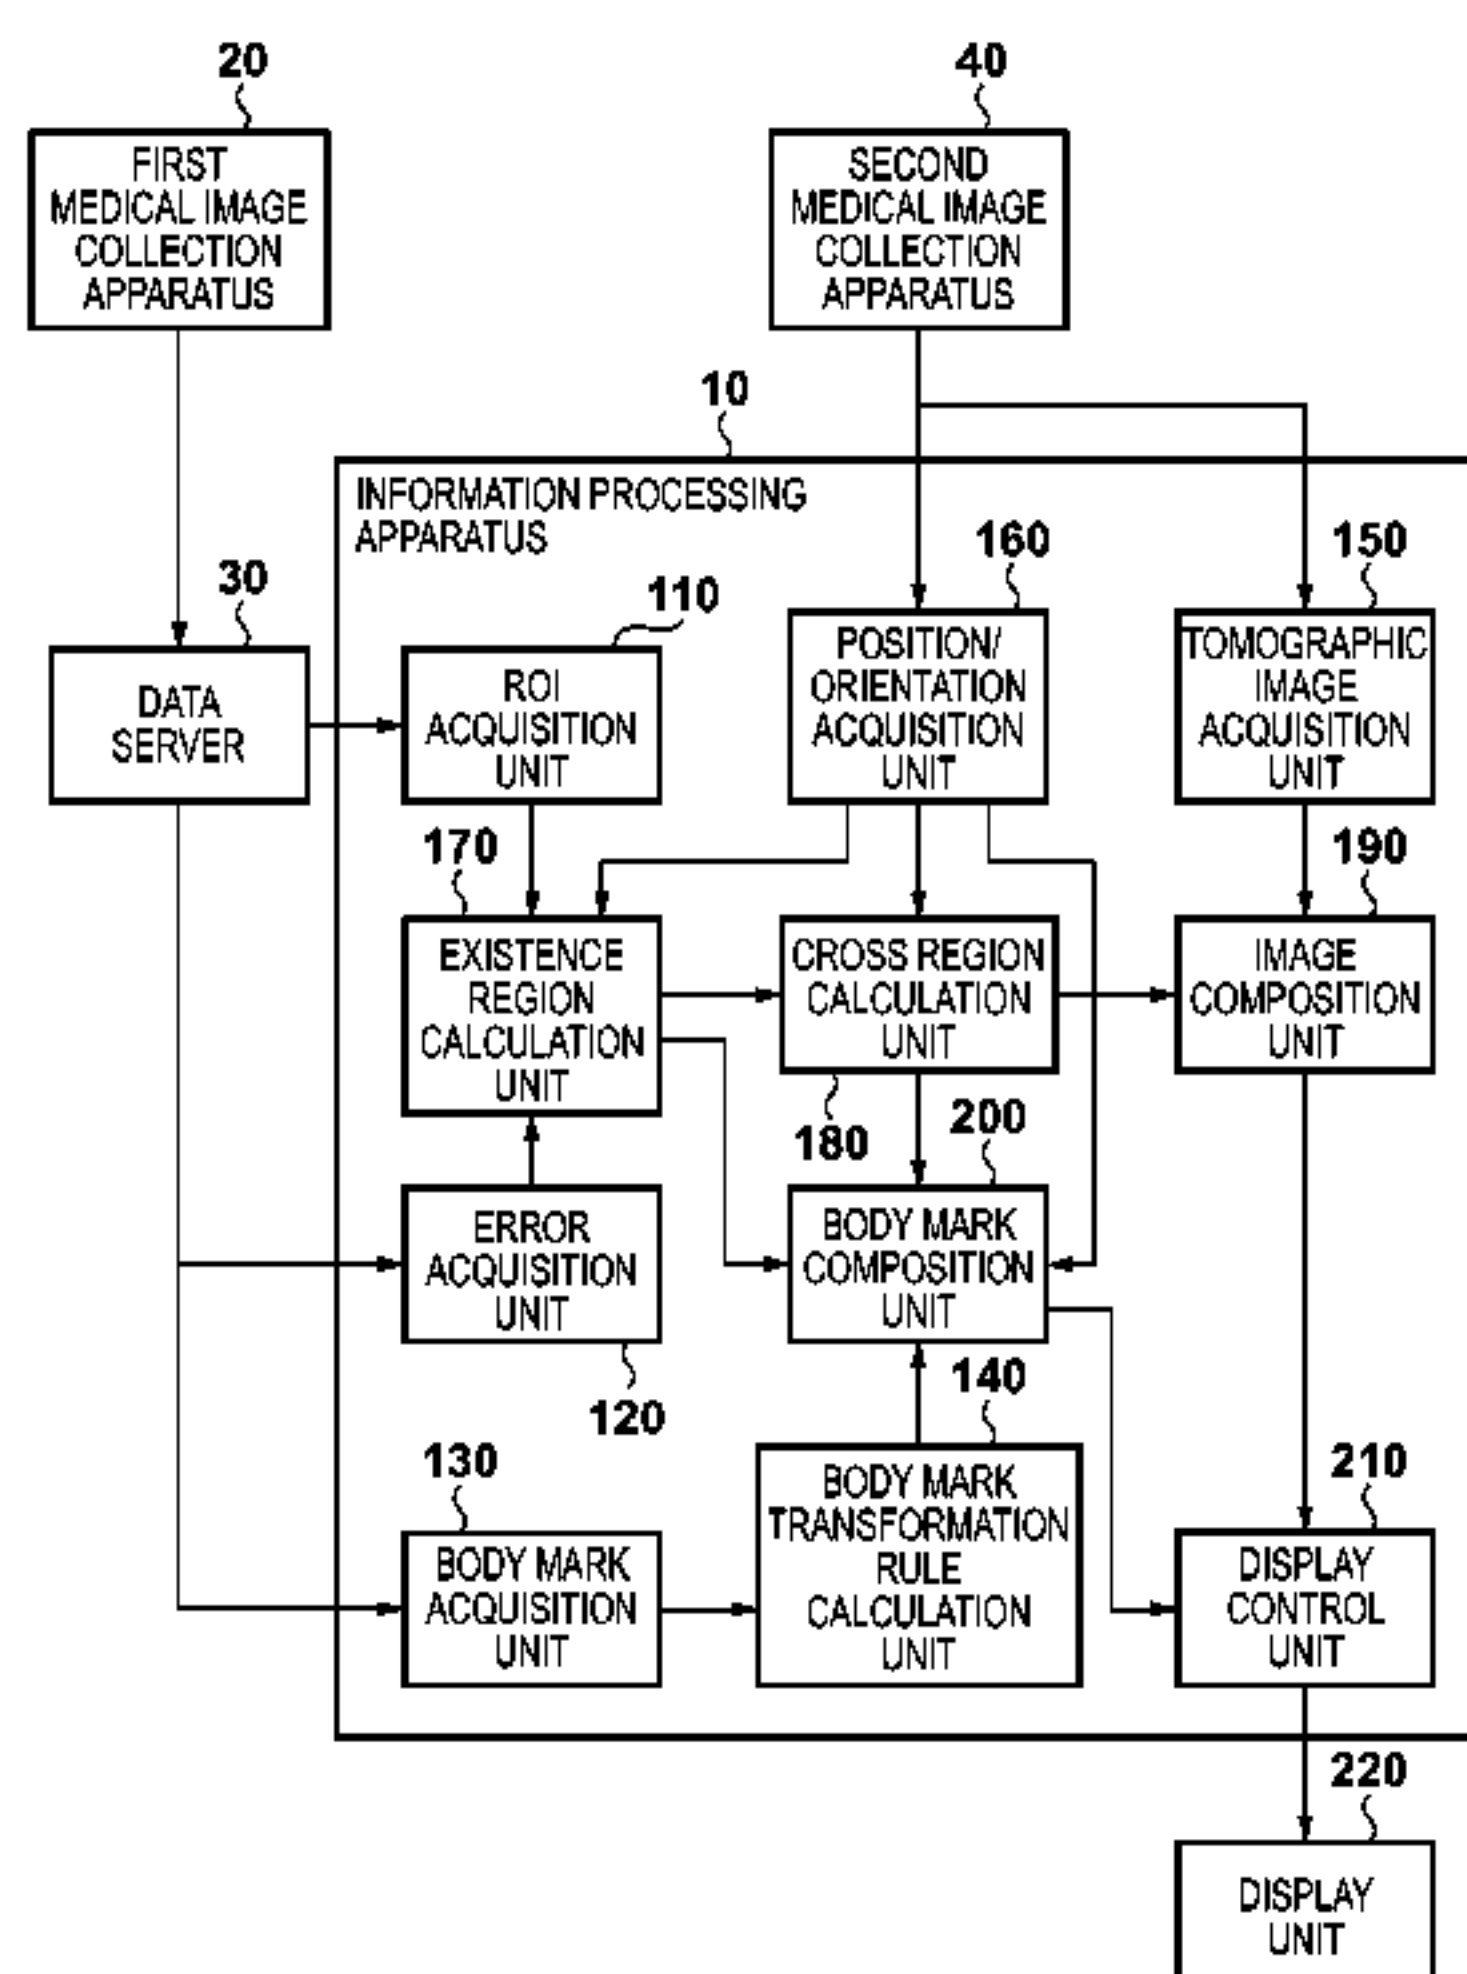 20
FIRST
MEDICAL IMAGE
COLLECTION
APPARATUS
40
SECOND
MEDICAL IMAGE
COLLECTION
APPARATUS
10
INFORMATION PROCESSING
APPARATUS
30
DATA
SERVER
110
ROI
ACQUISITION
UNIT
160
POSITION/
ORIENTATION
ACQUISITION
UNIT
150
TOMOGRAPHIC
IMAGE
ACQUISITION
UNIT
170
EXISTENCE
REGION
CALCULATION
UNIT
CROSS REGION
CALCULATION
UNIT
180
190
IMAGE
COMPOSITION
UNIT
ERROR
ACQUISITION
UNIT
120
200
BODY MARK
COMPOSITION
UNIT
130
BODY MARK
ACQUISITION
UNIT
140
BODY MARK
TRANSFORMATION
RULE
CALCULATION
UNIT
210
DISPLAY
CONTROL
UNIT
220
DISPLAY
UNIT